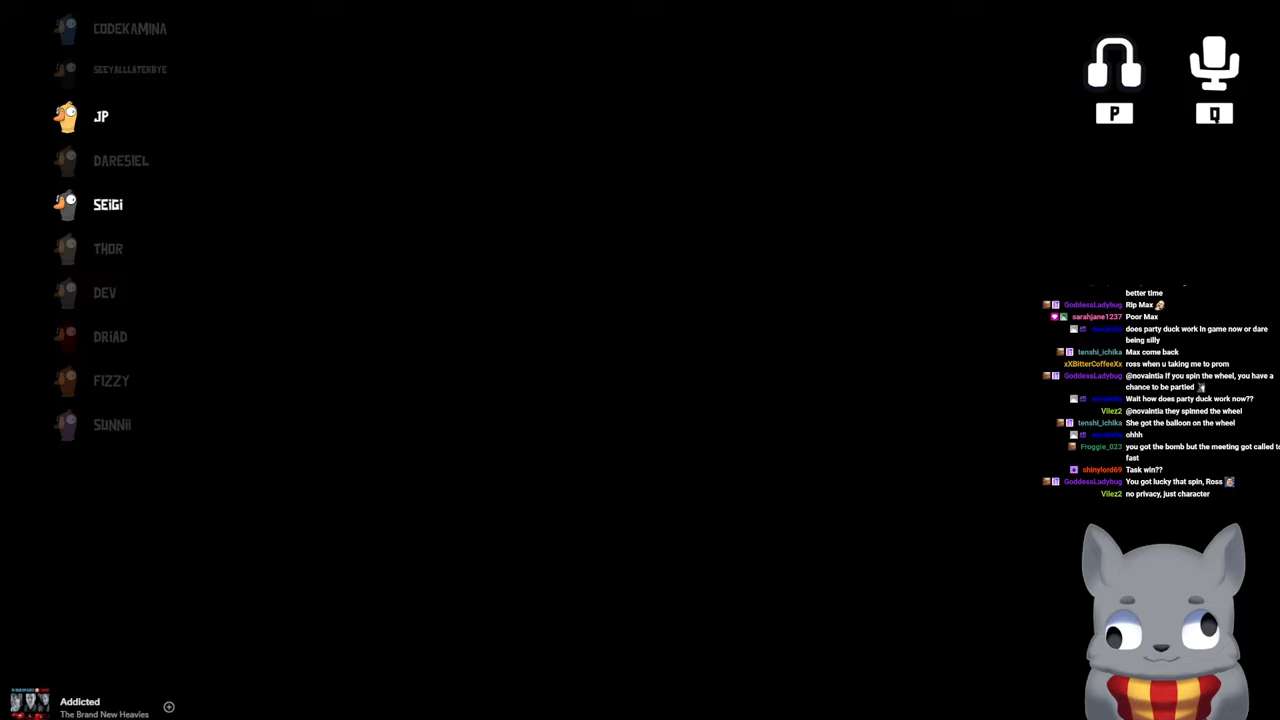 CODEKAMINA
SEEYALLLATERBYE
JP
DARE51EL
SEIGI
THOR
DEV
DRIAD
FIZZY
SUNNII
P
Q
better time
GoddessLadybug Rip Max
sarahjane1237 Poor Max
does party duck work in game now or dare
being silly
tenshi_ichika Max come back
xXBitterCoffeeXx ross when u taking me to prom
GoddessLadybug @novaintia If you spin the wheel, you have a
chance to be partied
Wait how does party duck work now??
Vilez2 @novaintia they spinned the wheel
tenshi_ichika She got the balloon on the wheel
ohhh
Froggie_023 you got the bomb but the meeting got called to
fast
shinylord69 Task win??
GoddessLadybug You got lucky that spin, Ross
Vilez2 no privacy, just character
Addicted
The Brand New Heavies